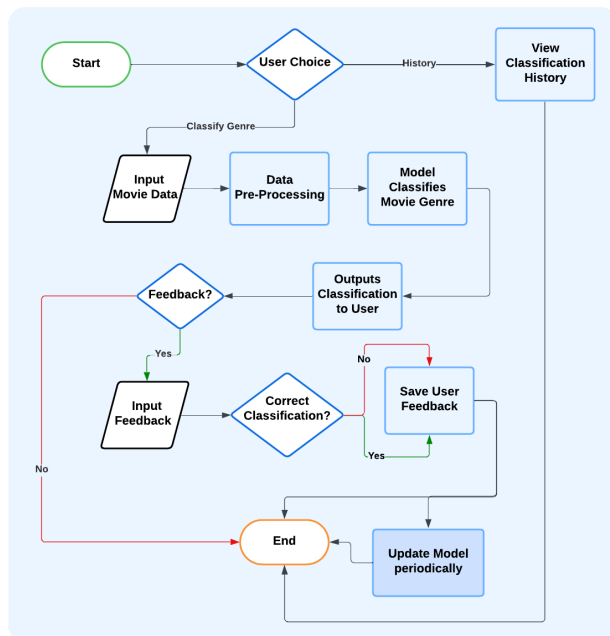 Start
User Choice
History
View
Classification
History
Classify Genre
Input
Movie Data
Data
Pre-Processing
Model
Classifies
Movie Genre
Feedback?
Outputs
Classification
to User
Yes
No
Input
Feedback
Correct
Classification?
Save User
Feedback
Yes
No
End
Update Model
periodically